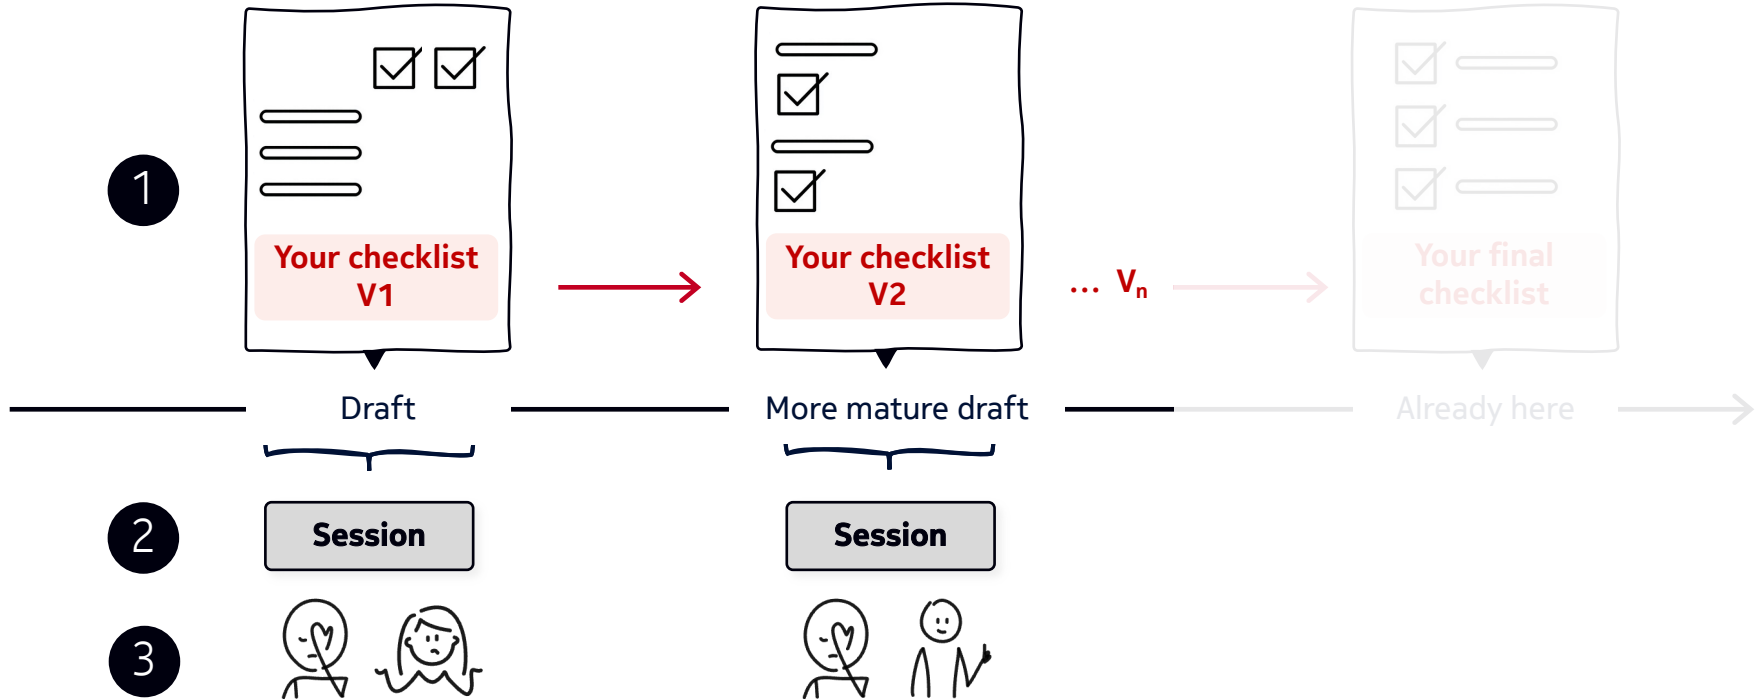 1
Your checklist
V1
Your checklist
V2
... Vn
Your final
checklist
Draft
More mature draft
Already here
2
Session
Session
3